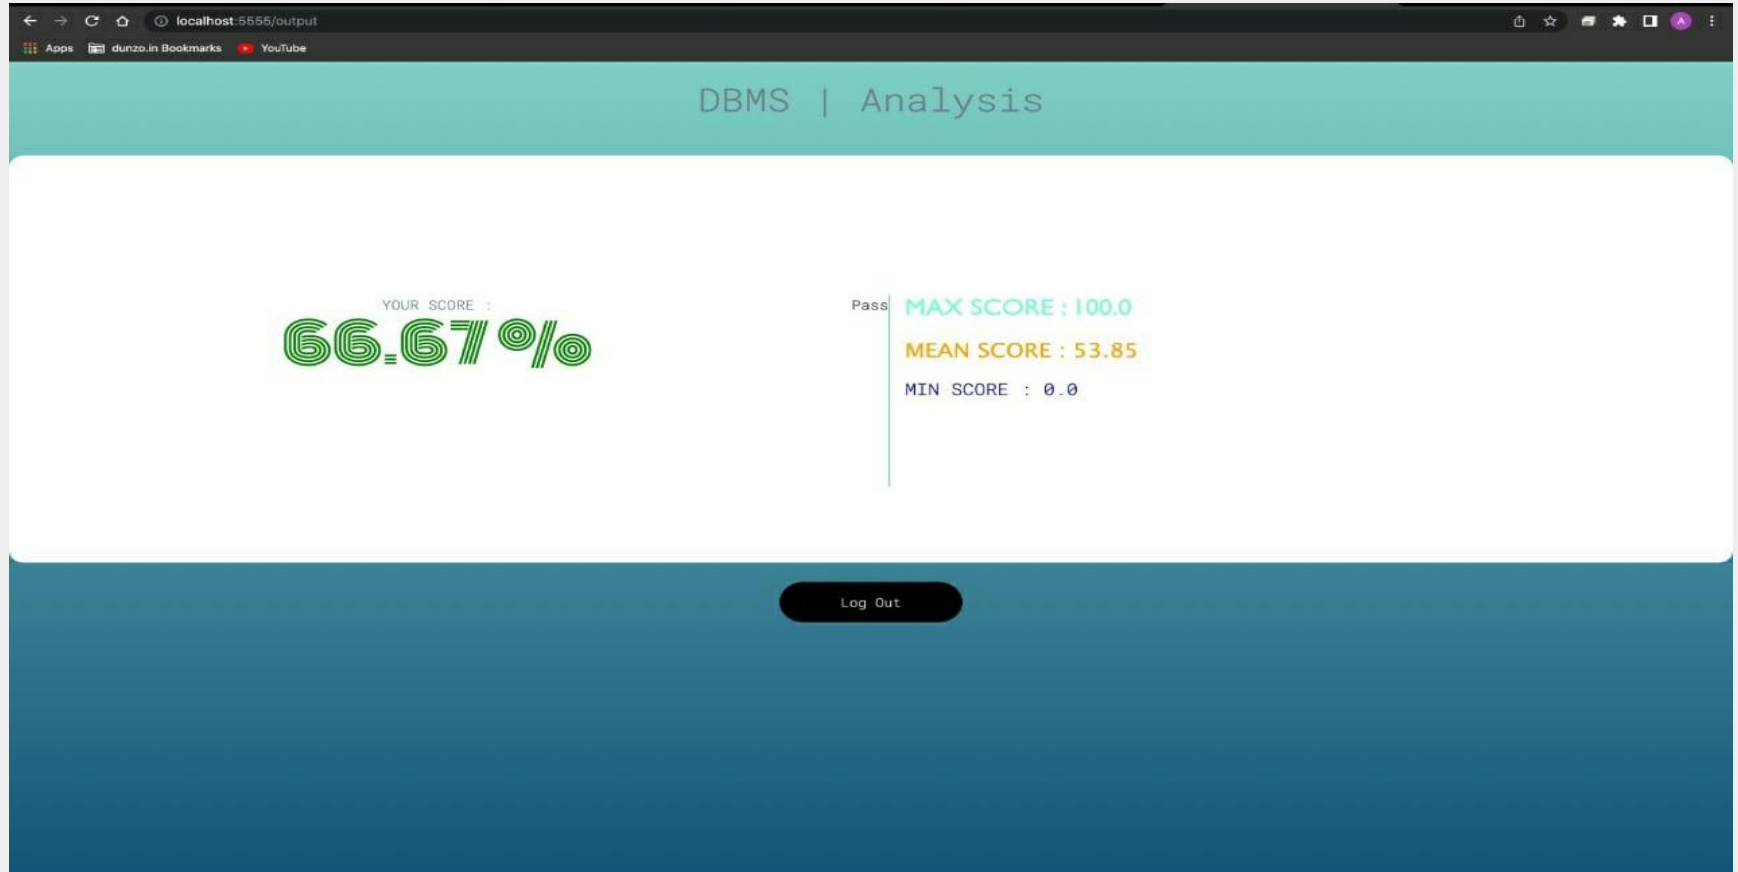 localhost:5555/output
Apps dunzo.in Bookmarks YouTube
DBMS | Analysis
YOUR SCORE :
66.67%
Pass
MAX SCORE : 100.0
MEAN SCORE : 53.85
MIN SCORE : 0.0
Log Out